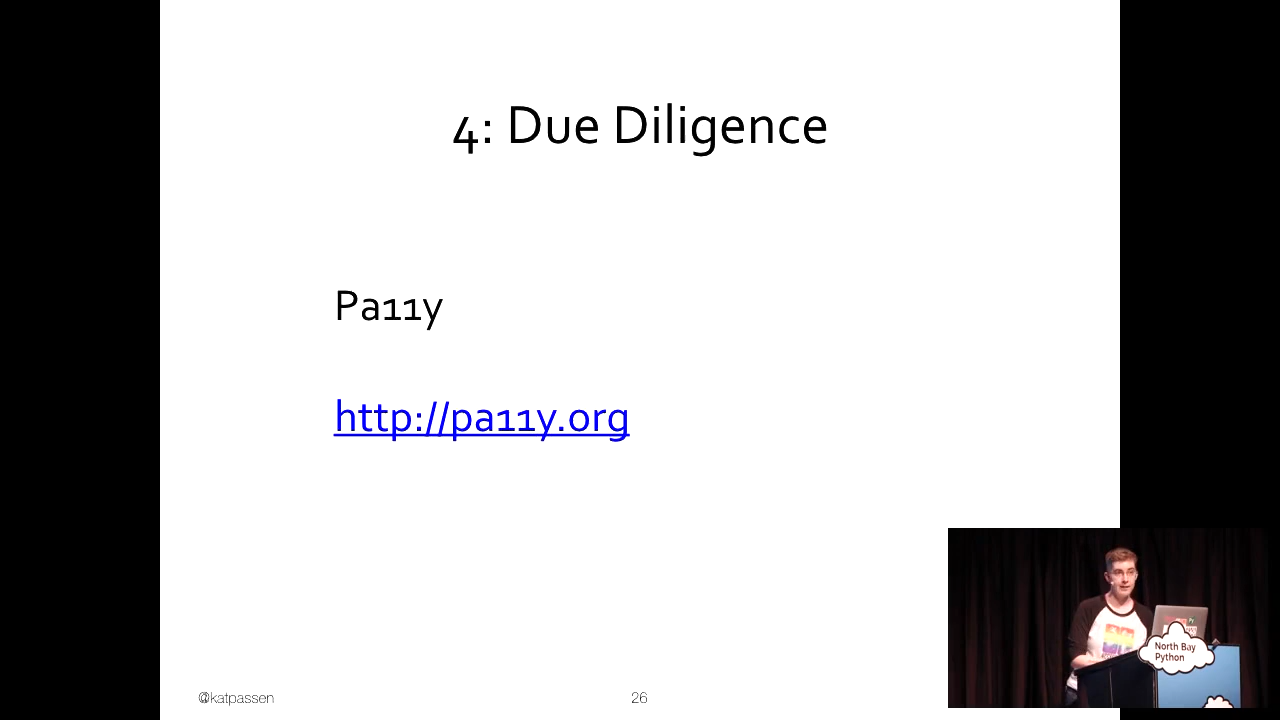 4: Due Diligence
Pa11y
http://pa11y.org
@katpassen
26
North Bay
Python